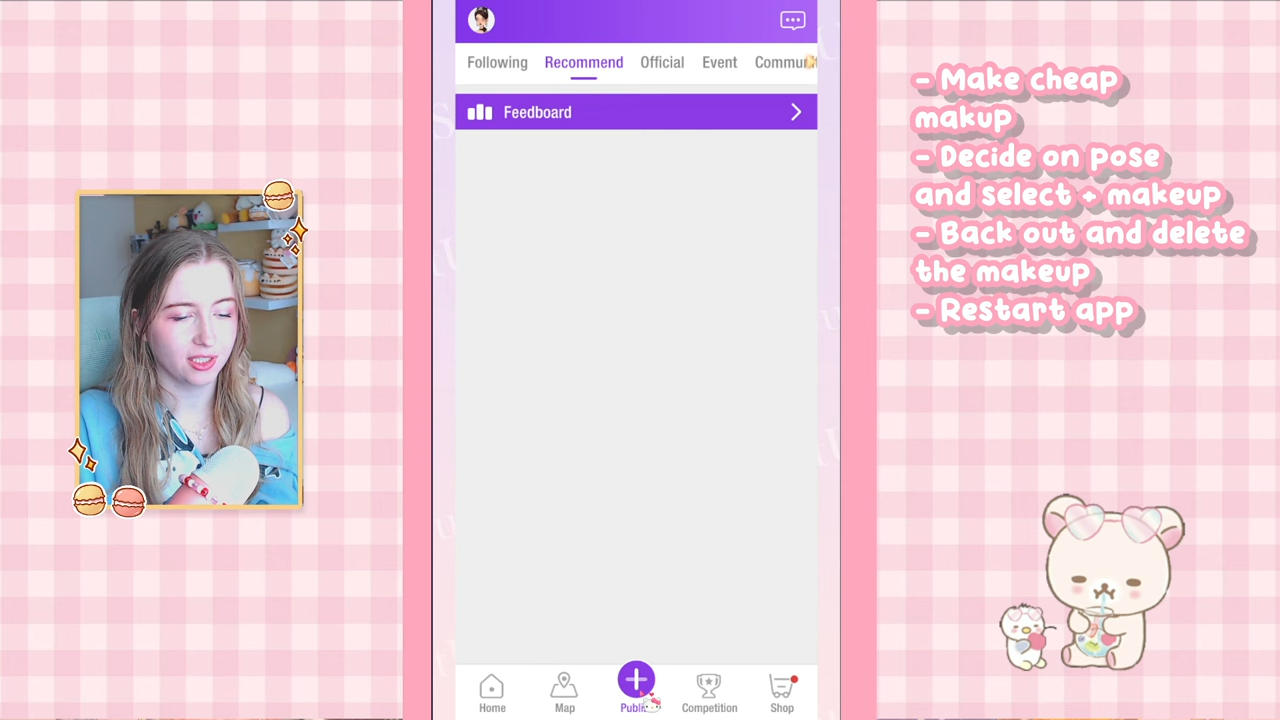 Following Recommend Official Event
Feedboard
Home Map Competition Shop
- Make cheap
makup
- Decide on pose
and select + makeup
- Back out and delete
the makeup
- Restart app